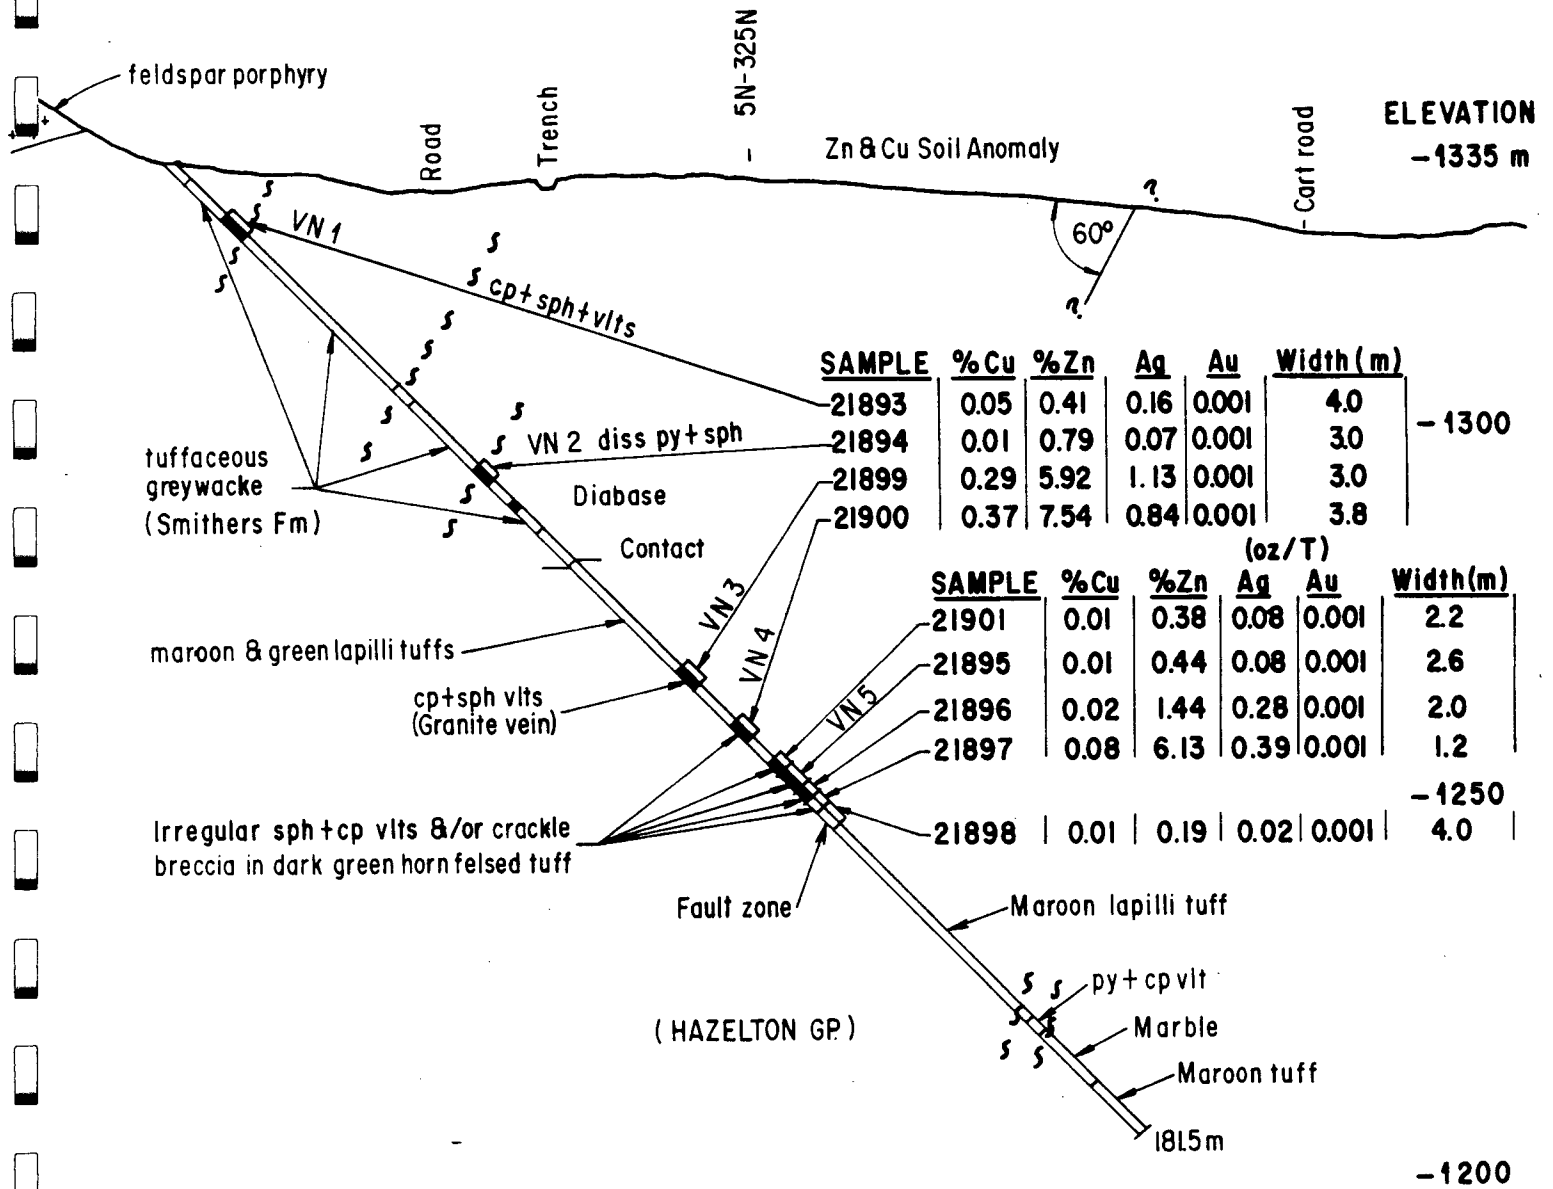 feldspar porphyry
Road
Trench
5N-325N
Zn & Cu Soil Anomaly
Cart road
ELEVATION
-1335 m
?
60°
?
VN 1
cp+sph+vlts
SAMPLE %Cu %Zn Ag Au Width(m)
21893 0.05 0.41 0.16 0.001 4.0
-1300
21894 0.01 0.79 0.07 0.001 3.0
21899 0.29 5.92 1.13 0.001 3.0
21900 0.37 7.54 0.84 0.001 3.8
VN 2 diss py+sph
tuffaceous
greywacke
(Smithers Fm)
Diabase
Contact
(oz/T)
SAMPLE %Cu %Zn Ag Au Width(m)
21901 0.01 0.38 0.08 0.001 2.2
21895 0.01 0.44 0.08 0.001 2.6
21896 0.02 1.44 0.28 0.001 2.0
21897 0.08 6.13 0.39 0.001 1.2
-1250
21898 0.01 0.19 0.02 0.001 4.0
VN 3
VN 4
VN 5
maroon & green lapilli tuffs
cp+sph vlts
(Granite vein)
Irregular sph+cp vlts &/or crackle
breccia in dark green horn felsed tuff
Fault zone
Maroon lapilli tuff
py+cp vlt
(HAZELTON GP.)
Marble
Maroon tuff
181.5m
-1200